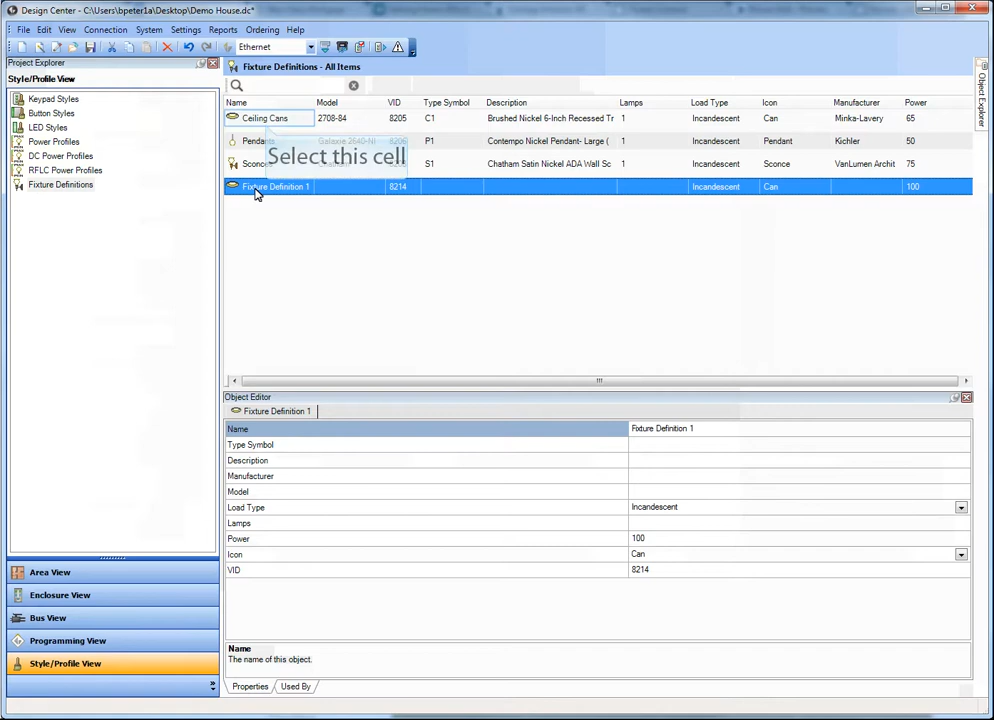 Design Center - C:\Users\bpeter1a\Desktop\Demo House.dc*
File Edit View Connection System Settings Reports Ordering Help
Ethernet
Project Explorer
Style/Profile View
Keypad Styles
Button Styles
LED Styles
Power Profiles
DC Power Profiles
RFLC Power Profiles
Fixture Definitions
Area View
Enclosure View
Bus View
Programming View
Style/Profile View
Fixture Definitions - All Items
Name Model VID Type Symbol Description Lamps Load Type Icon Manufacturer Power
Ceiling Cans 2708-84 8205 C1 Brushed Nickel 6-Inch Recessed Tr 1 Incandescent Can Minka-Lavery 65
Pendants Galaxie 2640-NI 8206 P1 Contempo Nickel Pendant- Large ( 1 Incandescent Pendant Kichler 50
Select this cell
Sconces S1 Chatham Satin Nickel ADA Wall Sc 1 Incandescent Sconce VanLumen Archit 75
Fixture Definition 1 8214 Incandescent Can 100
Object Editor
Fixture Definition 1
Name Fixture Definition 1
Type Symbol
Description
Manufacturer
Model
Load Type Incandescent
Lamps
Power 100
Icon Can
VID 8214
Name
The name of this object.
Properties Used By
Object Explorer